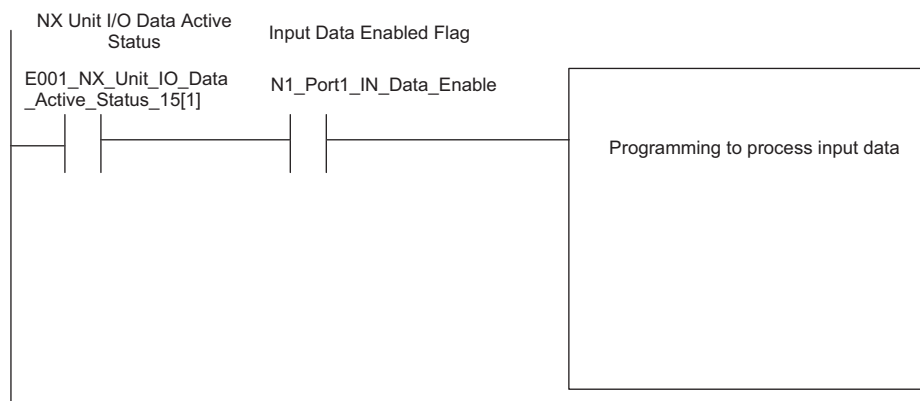 NX Unit I/O Data Active
Status
Input Data Enabled Flag
E001_NX_Unit_IO_Data
_Active_Status_15[1]
N1_Port1_IN_Data_Enable
Programming to process input data